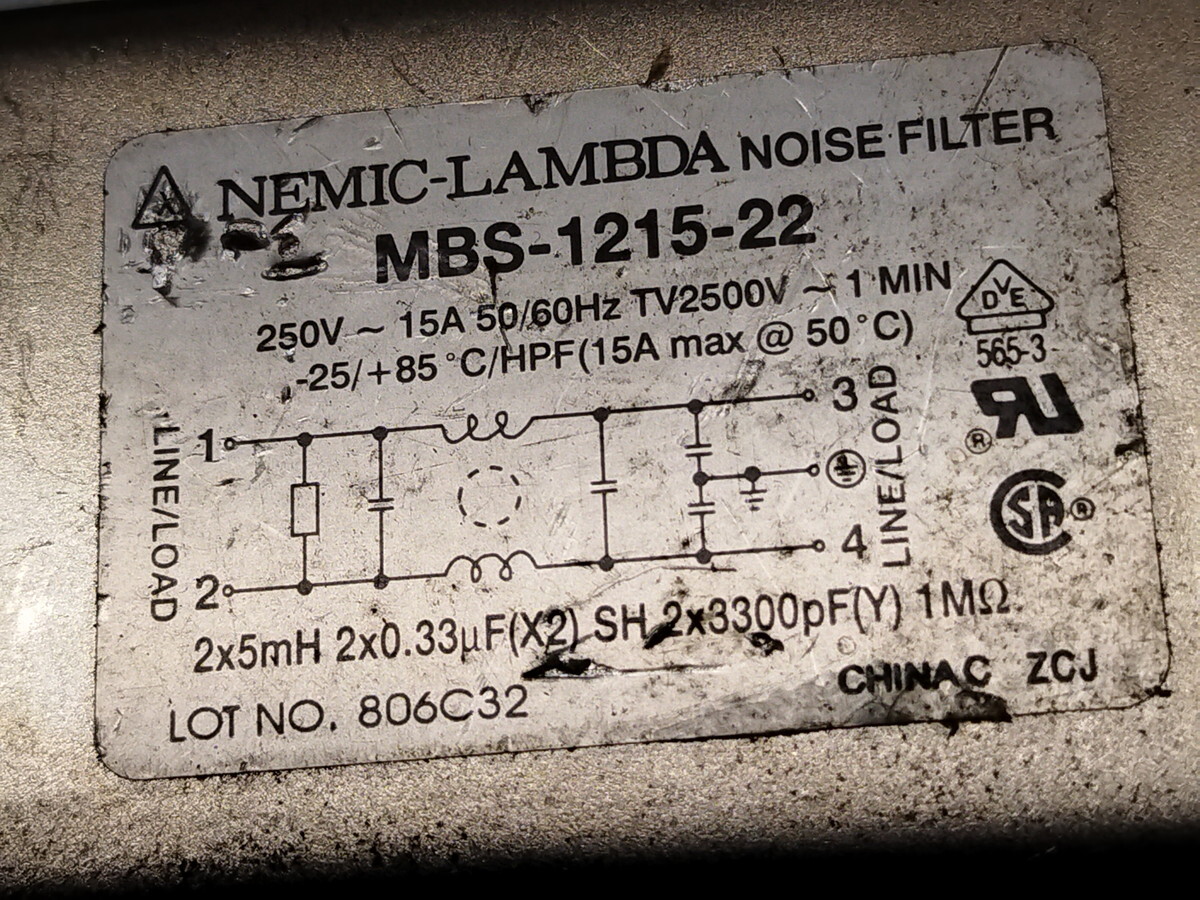 NEMIC-LAMBDA NOISE FILTER
MBS-1215-22
250V ~ 15A 50/60Hz TV2500V ~ 1 MIN
-25/+85 °C/HPF(15A max @ 50 °C)
DVE
565-3
RU®
SA®
LINE/LOAD
1
2
3
4
LINE/LOAD
2x5mH 2x0.33µF(X2) SH 2x3300pF(Y) 1MΩ
CHINAC ZCJ
LOT NO. 806C32